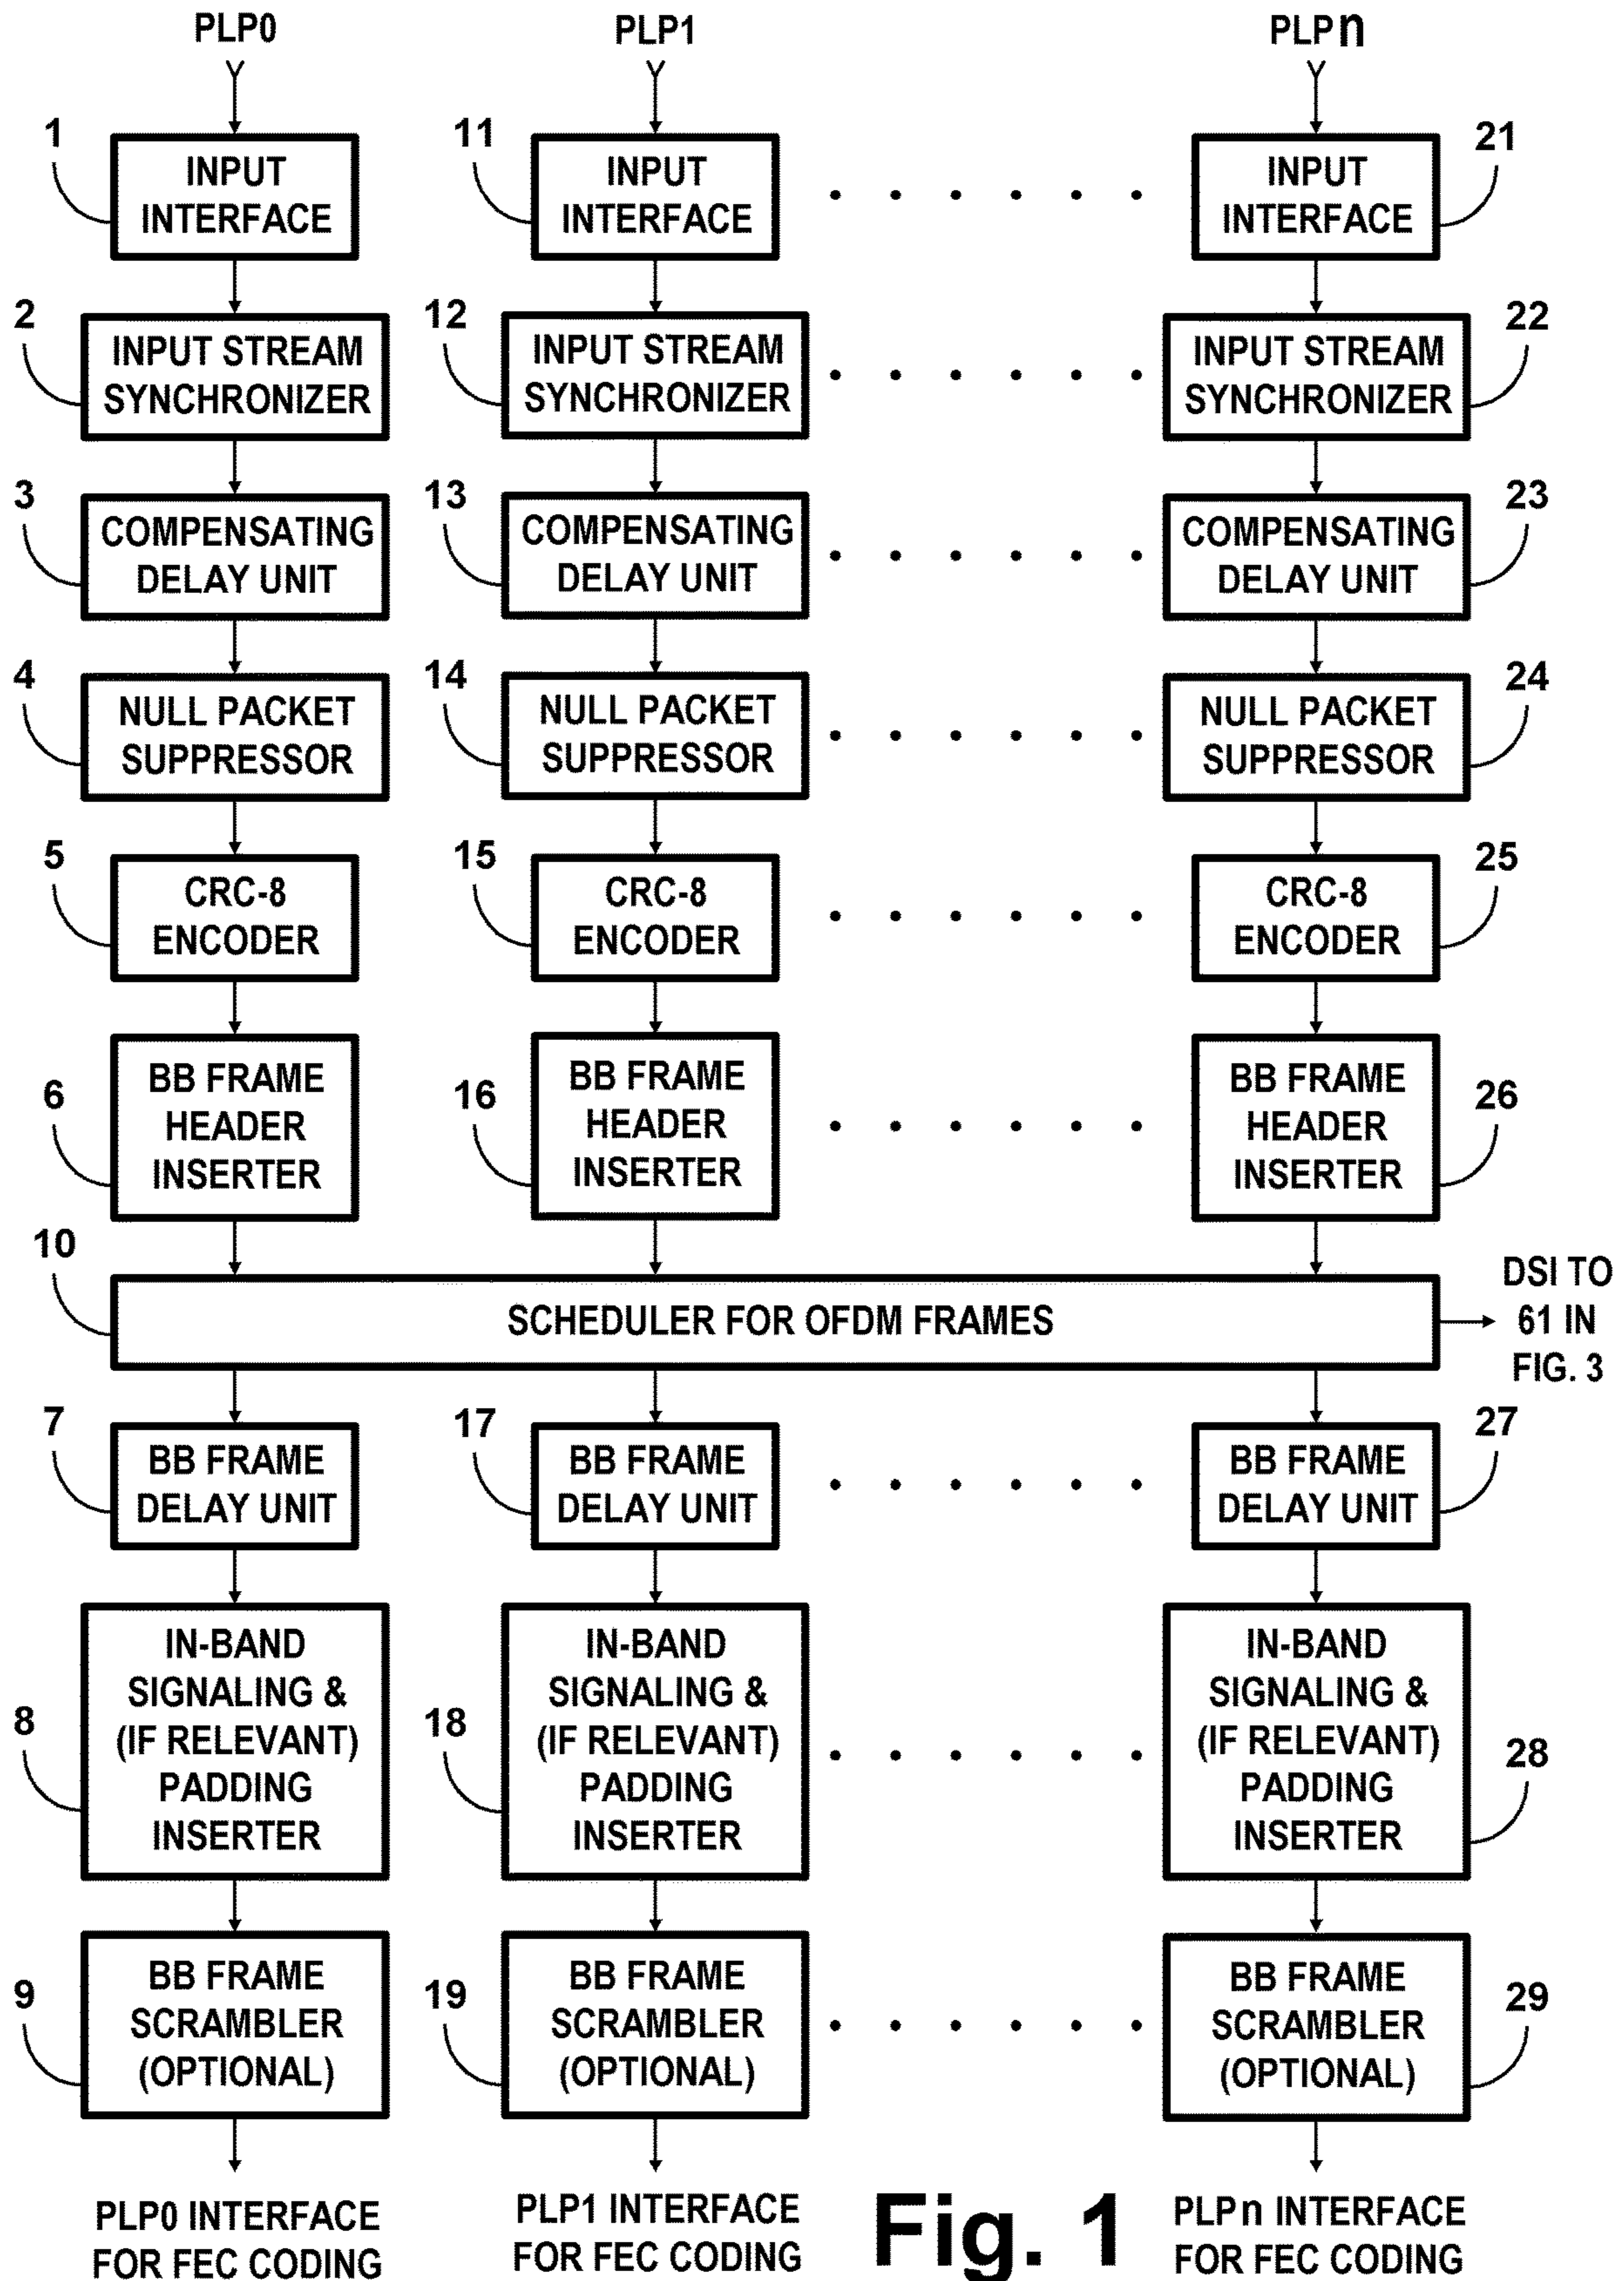 PLP0 PLP1 PLPn
1 11 21
INPUT INPUT INPUT
INTERFACE INTERFACE INTERFACE
2 12 22
INPUT STREAM INPUT STREAM INPUT STREAM
SYNCHRONIZER SYNCHRONIZER SYNCHRONIZER
3 13 23
COMPENSATING COMPENSATING COMPENSATING
DELAY UNIT DELAY UNIT DELAY UNIT
4 14 24
NULL PACKET NULL PACKET NULL PACKET
SUPPRESSOR SUPPRESSOR SUPPRESSOR
5 15 25
CRC-8 CRC-8 CRC-8
ENCODER ENCODER ENCODER
BB FRAME BB FRAME BB FRAME
6 16 26
HEADER HEADER HEADER
INSERTER INSERTER INSERTER
10
SCHEDULER FOR OFDM FRAMES
DSI TO
61 IN
FIG. 3
7 17 27
BB FRAME BB FRAME BB FRAME
DELAY UNIT DELAY UNIT DELAY UNIT
IN-BAND IN-BAND IN-BAND
SIGNALING & SIGNALING & SIGNALING &
8 18 28
(IF RELEVANT) (IF RELEVANT) (IF RELEVANT)
PADDING PADDING PADDING
INSERTER INSERTER INSERTER
9 19 29
BB FRAME BB FRAME BB FRAME
SCRAMBLER SCRAMBLER SCRAMBLER
(OPTIONAL) (OPTIONAL) (OPTIONAL)
PLP0 INTERFACE PLP1 INTERFACE PLPn INTERFACE
FOR FEC CODING FOR FEC CODING FOR FEC CODING
Fig. 1